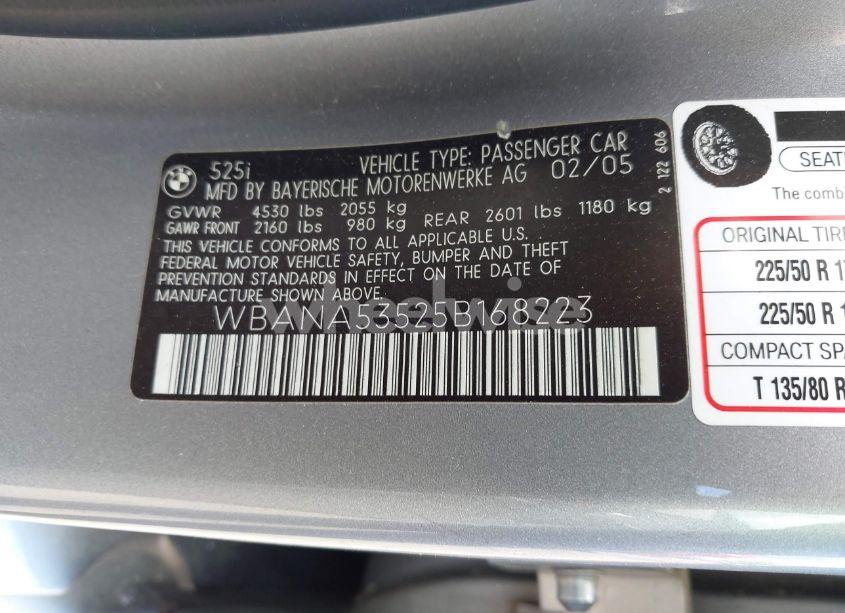 525i VEHICLE TYPE: PASSENGER CAR
MFD BY BAYERISCHE MOTORENWERKE AG 02/05
GVWR 4530 lbs 2055 kg
GAWR FRONT 2160 lbs 980 kg REAR 2601 lbs 1180 kg
THIS VEHICLE CONFORMS TO ALL APPLICABLE U.S.
FEDERAL MOTOR VEHICLE SAFETY, BUMPER AND THEFT
PREVENTION STANDARDS IN EFFECT ON THE DATE OF
MANUFACTURE SHOWN ABOVE.
WBANA53525B168223
2 122 606
wheelwise
SEAT
The comb
ORIGINAL TIRE
225/50 R 1
225/50 R 1
COMPACT SPA
T 135/80 R